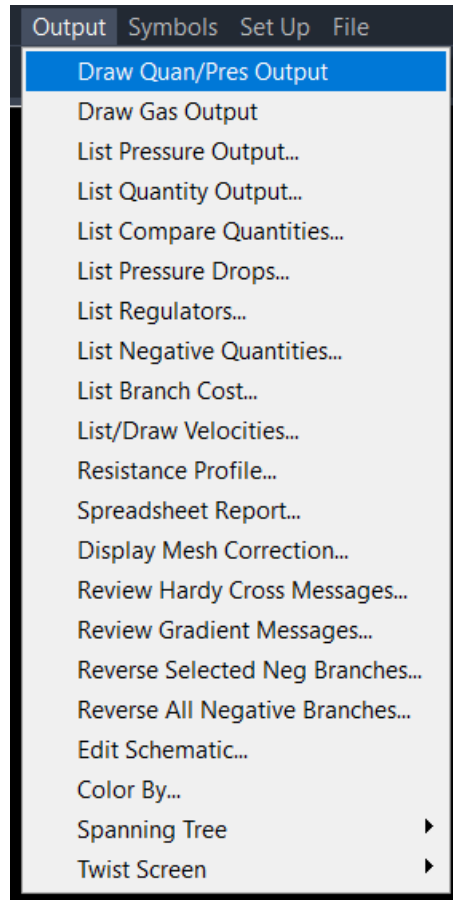 Output Symbols Set Up File
Draw Quan/Pres Output
Draw Gas Output
List Pressure Output...
List Quantity Output...
List Compare Quantities...
List Pressure Drops...
List Regulators...
List Negative Quantities...
List Branch Cost...
List/Draw Velocities...
Resistance Profile...
Spreadsheet Report...
Display Mesh Correction...
Review Hardy Cross Messages...
Review Gradient Messages...
Reverse Selected Neg Branches...
Reverse All Negative Branches...
Edit Schematic...
Color By...
Spanning Tree
Twist Screen